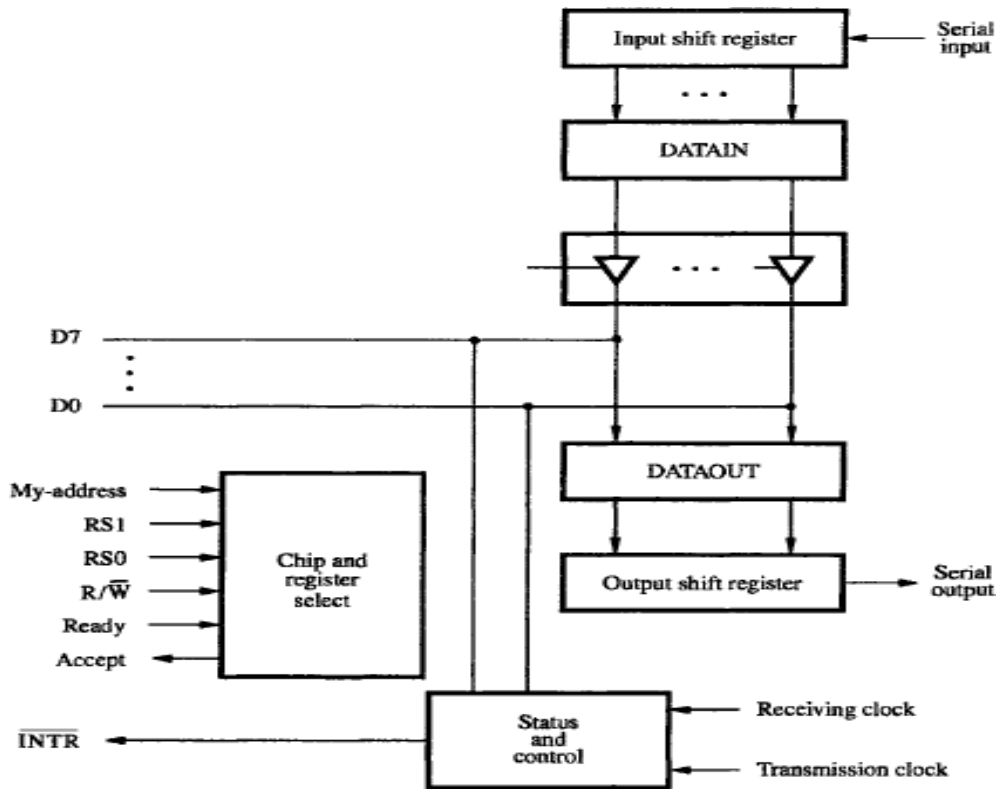 Input shift register
Serial
input
. . .
DATAIN
. . .
D7
D0
DATAOUT
My-address
RS1
RS0
R/W̅
Ready
Accept
Chip and
register
select
Output shift register
Serial
output
I̅N̅T̅R̅
Status
and
control
Receiving clock
Transmission clock